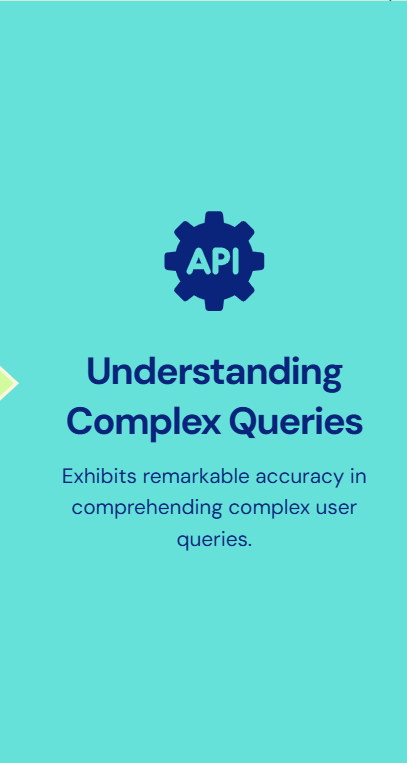 API
Understanding
Complex Queries
Exhibits remarkable accuracy in
comprehending complex user
queries.